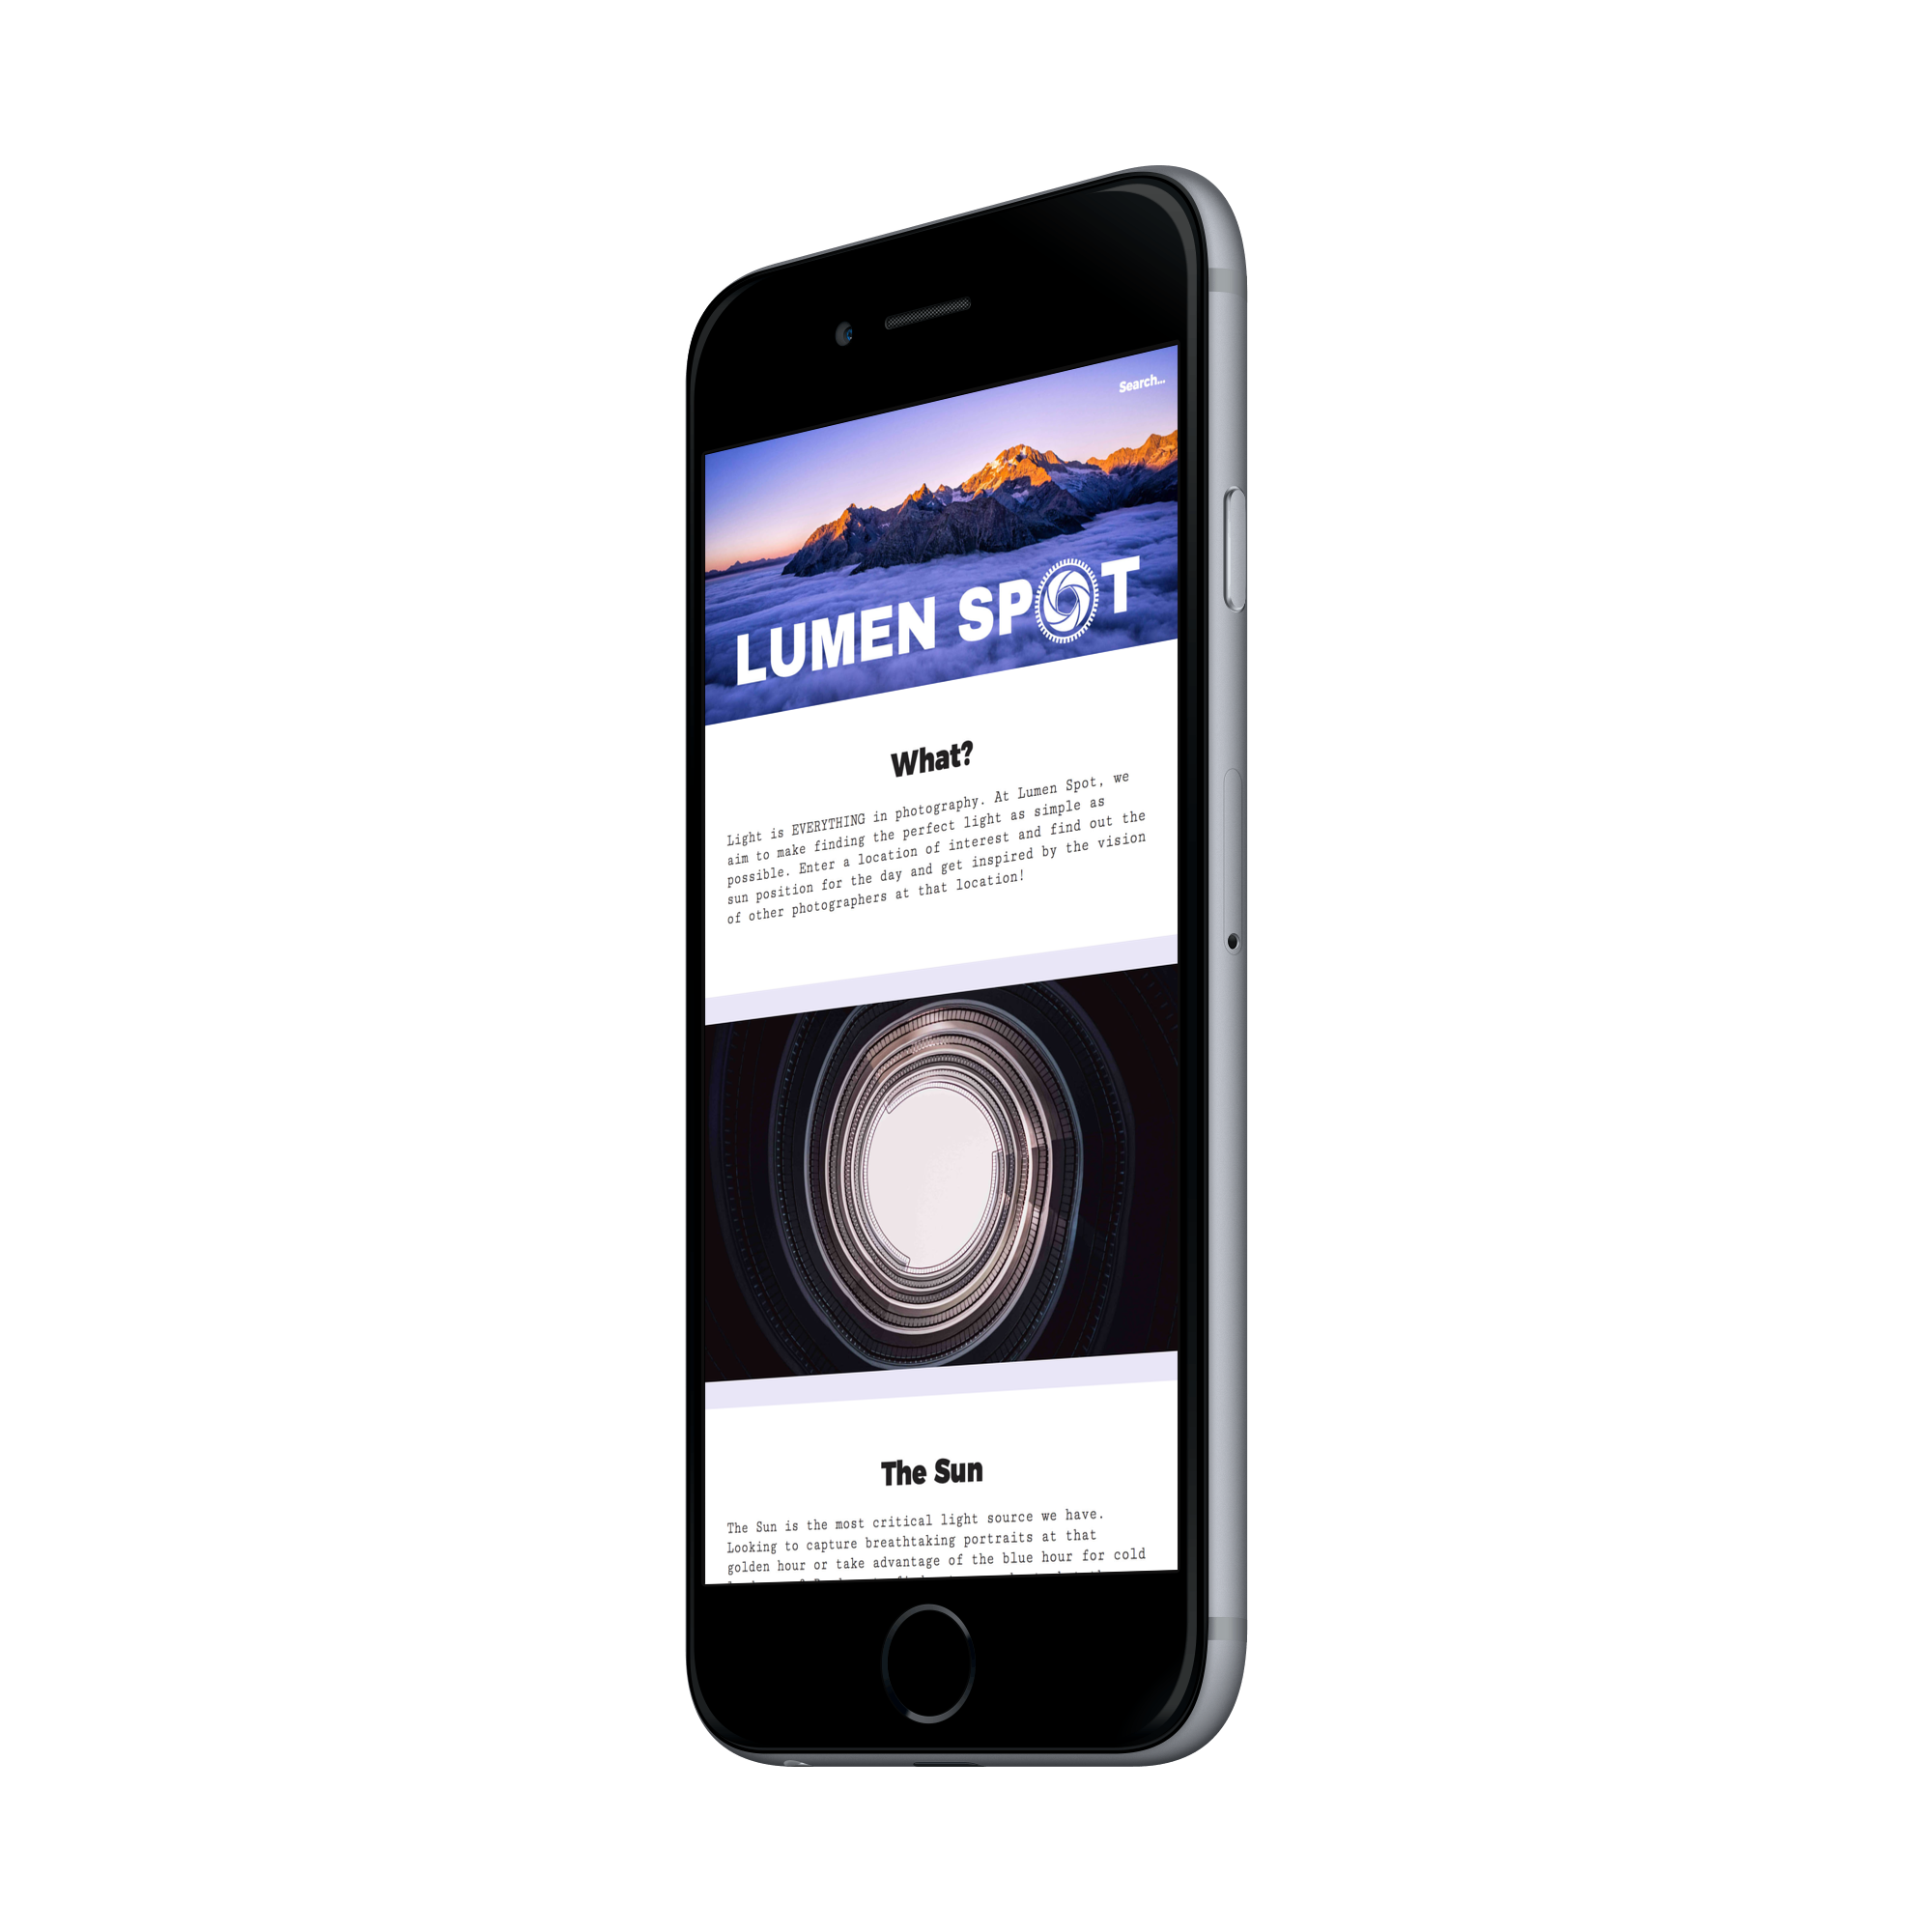 Search...
LUMEN SPOT
What?
Light is EVERYTHING in photography. At Lumen Spot, we
aim to make finding the perfect light as simple as
possible. Enter a location of interest and find out the
sun position for the day and get inspired by the vision
of other photographers at that location!
The Sun
The Sun is the most critical light source we have.
Looking to capture breathtaking portraits at that
golden hour or take advantage of the blue hour for cold